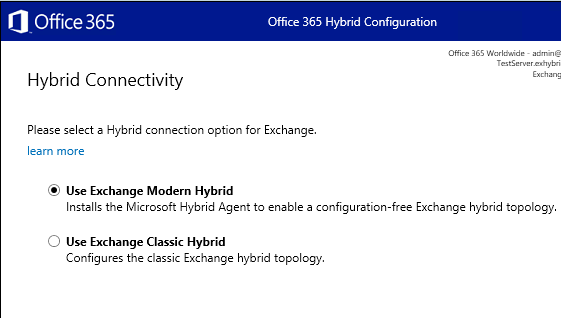 Office 365
Office 365 Hybrid Configuration
Office 365 Worldwide - admin@
TestServer.exhybri
Exchang
Hybrid Connectivity
Please select a Hybrid connection option for Exchange.
learn more
Use Exchange Modern Hybrid
Installs the Microsoft Hybrid Agent to enable a configuration-free Exchange hybrid topology.
Use Exchange Classic Hybrid
Configures the classic Exchange hybrid topology.